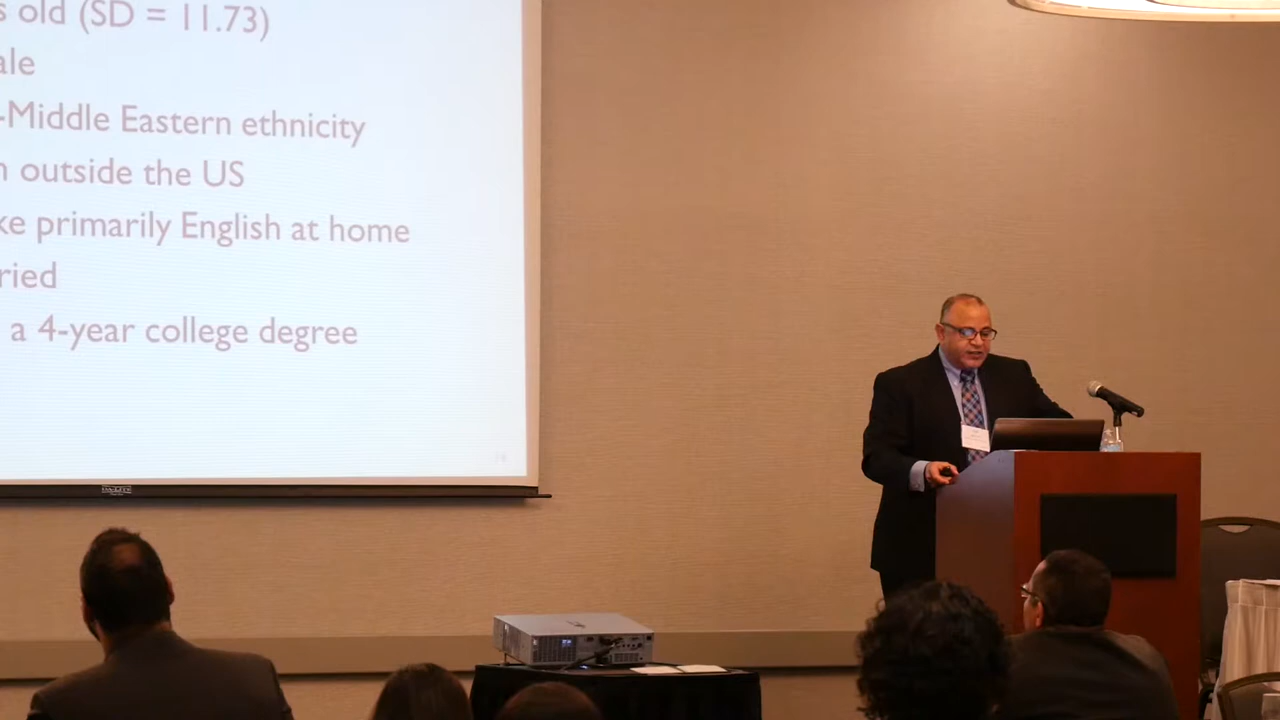 s old (SD = 11.73)
ale
-Middle Eastern ethnicity
n outside the US
ke primarily English at home
ried
a 4-year college degree